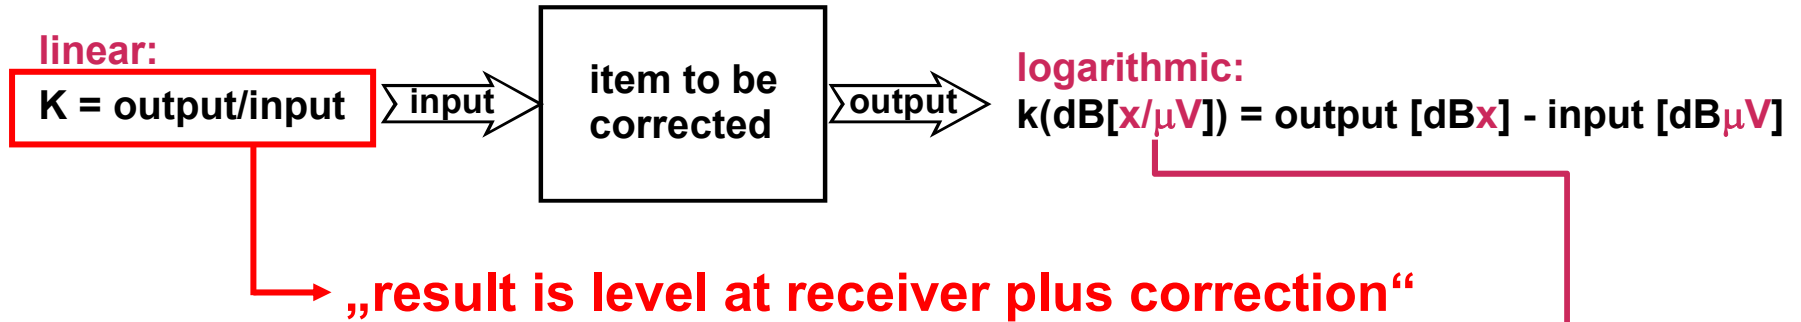 linear:
K = output/input
input
item to be
corrected
output
logarithmic:
k(dB[x/μV]) = output [dBx] - input [dBμV]
„result is level at receiver plus correction“